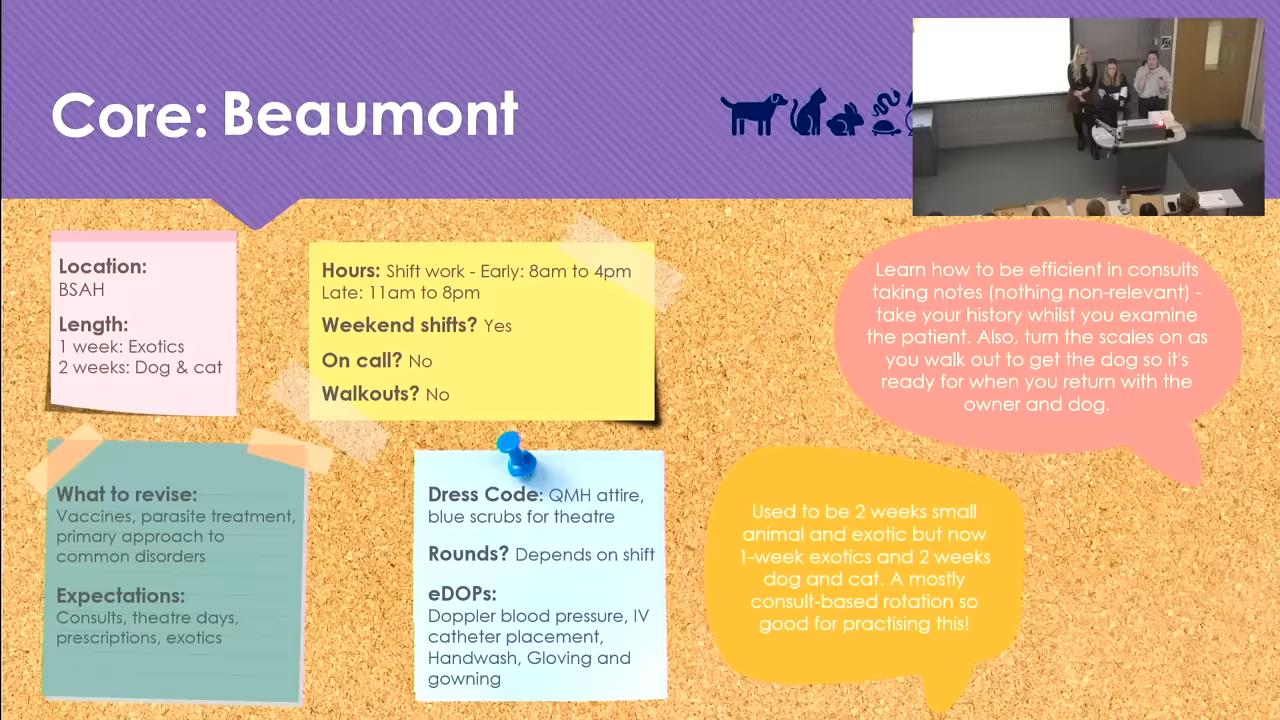 Core: Beaumont
Location:
BSAH
Length:
1 week: Exotics
2 weeks: Dog & cat
Hours: Shift work - Early: 8am to 4pm
Late: 11am to 8pm
Weekend shifts? Yes
On call? No
Walkouts? No
Learn how to be efficient in consults
taking notes (nothing non-relevant) -
take your history whilst you examine
the patient. Also, turn the scales on as
you walk out to get the dog so it's
ready for when you return with the
owner and dog.
What to revise:
Vaccines, parasite treatment,
primary approach to
common disorders
Expectations:
Consults, theatre days,
prescriptions, exotics
Dress Code: QMH attire,
blue scrubs for theatre
Rounds? Depends on shift
eDOPs:
Doppler blood pressure, IV
catheter placement,
Handwash, Gloving and
gowning
Used to be 2 weeks small
animal and exotic but now
1-week exotics and 2 weeks
dog and cat. A mostly
consult-based rotation so
good for practising this!